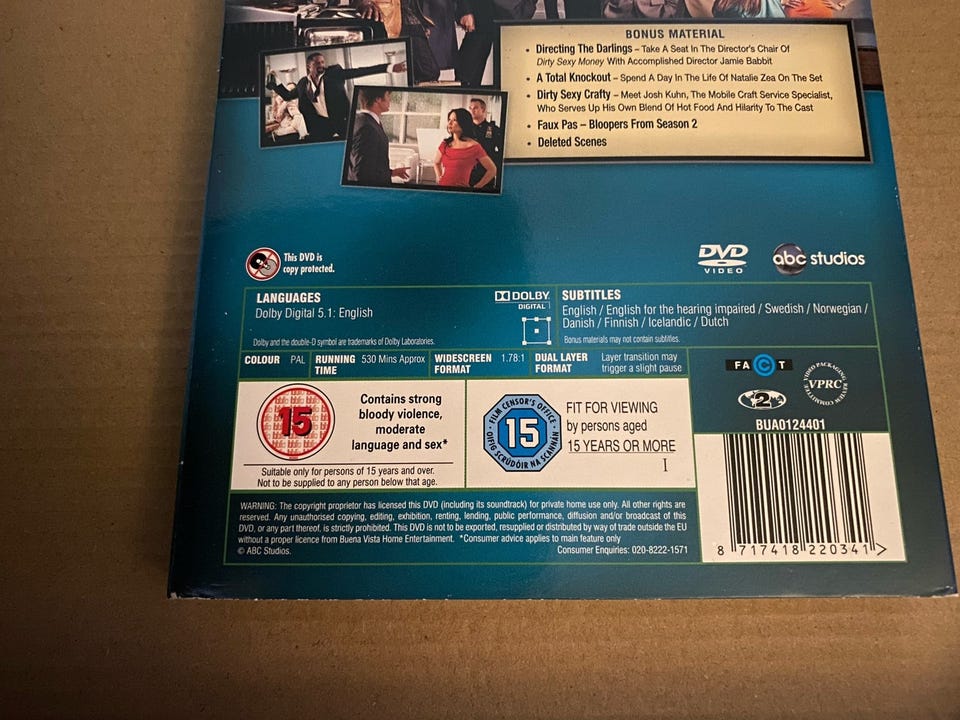 BONUS MATERIAL
• Directing The Darlings – Take A Seat In The Director's Chair Of
Dirty Sexy Money With Accomplished Director Jamie Babbit
• A Total Knockout – Spend A Day In The Life Of Natalie Zea On The Set
• Dirty Sexy Crafty – Meet Josh Kuhn, The Mobile Craft Service Specialist,
Who Serves Up His Own Blend Of Hot Food And Hilarity To The Cast
• Faux Pas – Bloopers From Season 2
• Deleted Scenes
This DVD is
copy protected.
DVD
VIDEO
abc studios
LANGUAGES
Dolby Digital 5.1: English
DOLBY
DIGITAL
Dolby and the double-D symbol are trademarks of Dolby Laboratories.
SUBTITLES
English / English for the hearing impaired / Swedish / Norwegian /
Danish / Finnish / Icelandic / Dutch
Bonus materials may not contain subtitles.
COLOUR PAL
RUNNING TIME 530 Mins Approx
WIDESCREEN FORMAT 1.78:1
DUAL LAYER FORMAT
Layer transition may
trigger a slight pause
FACT
2
VIDEO PACKAGING REVIEW COMMITTEE
VPRC
15
Contains strong
bloody violence,
moderate
language and sex*
Suitable only for persons of 15 years and over.
Not to be supplied to any person below that age.
FILM CENSOR'S OFFICE
15
OIFIG SCRÚDÓIR NA SCANNÁN
FIT FOR VIEWING
by persons aged
15 YEARS OR MORE
I
BUA0124401
8 717418 220341 >
WARNING: The copyright proprietor has licensed this DVD (including its soundtrack) for private home use only. All other rights are
reserved. Any unauthorised copying, editing, exhibition, renting, lending, public performance, diffusion and/or broadcast of this
DVD, or any part thereof, is strictly prohibited. This DVD is not to be exported, resupplied or distributed by way of trade outside the EU
without a proper licence from Buena Vista Home Entertainment. *Consumer advice applies to main feature only
© ABC Studios.
Consumer Enquiries: 020-8222-1571